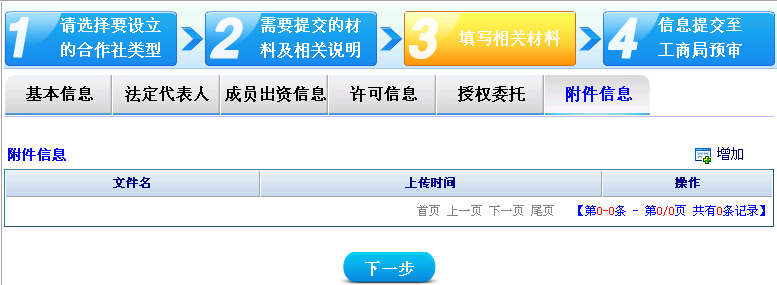 1 请选择要设立的合作社类型
2 需要提交的材料及相关说明
3 填写相关材料
4 信息提交至工商局预审
基本信息 法定代表人 成员出资信息 许可信息 授权委托 附件信息
附件信息 增加
文件名 上传时间 操作
首页 上一页 下一页 尾页 【第0-0条 - 第0/0页 共有0条记录】
下一步